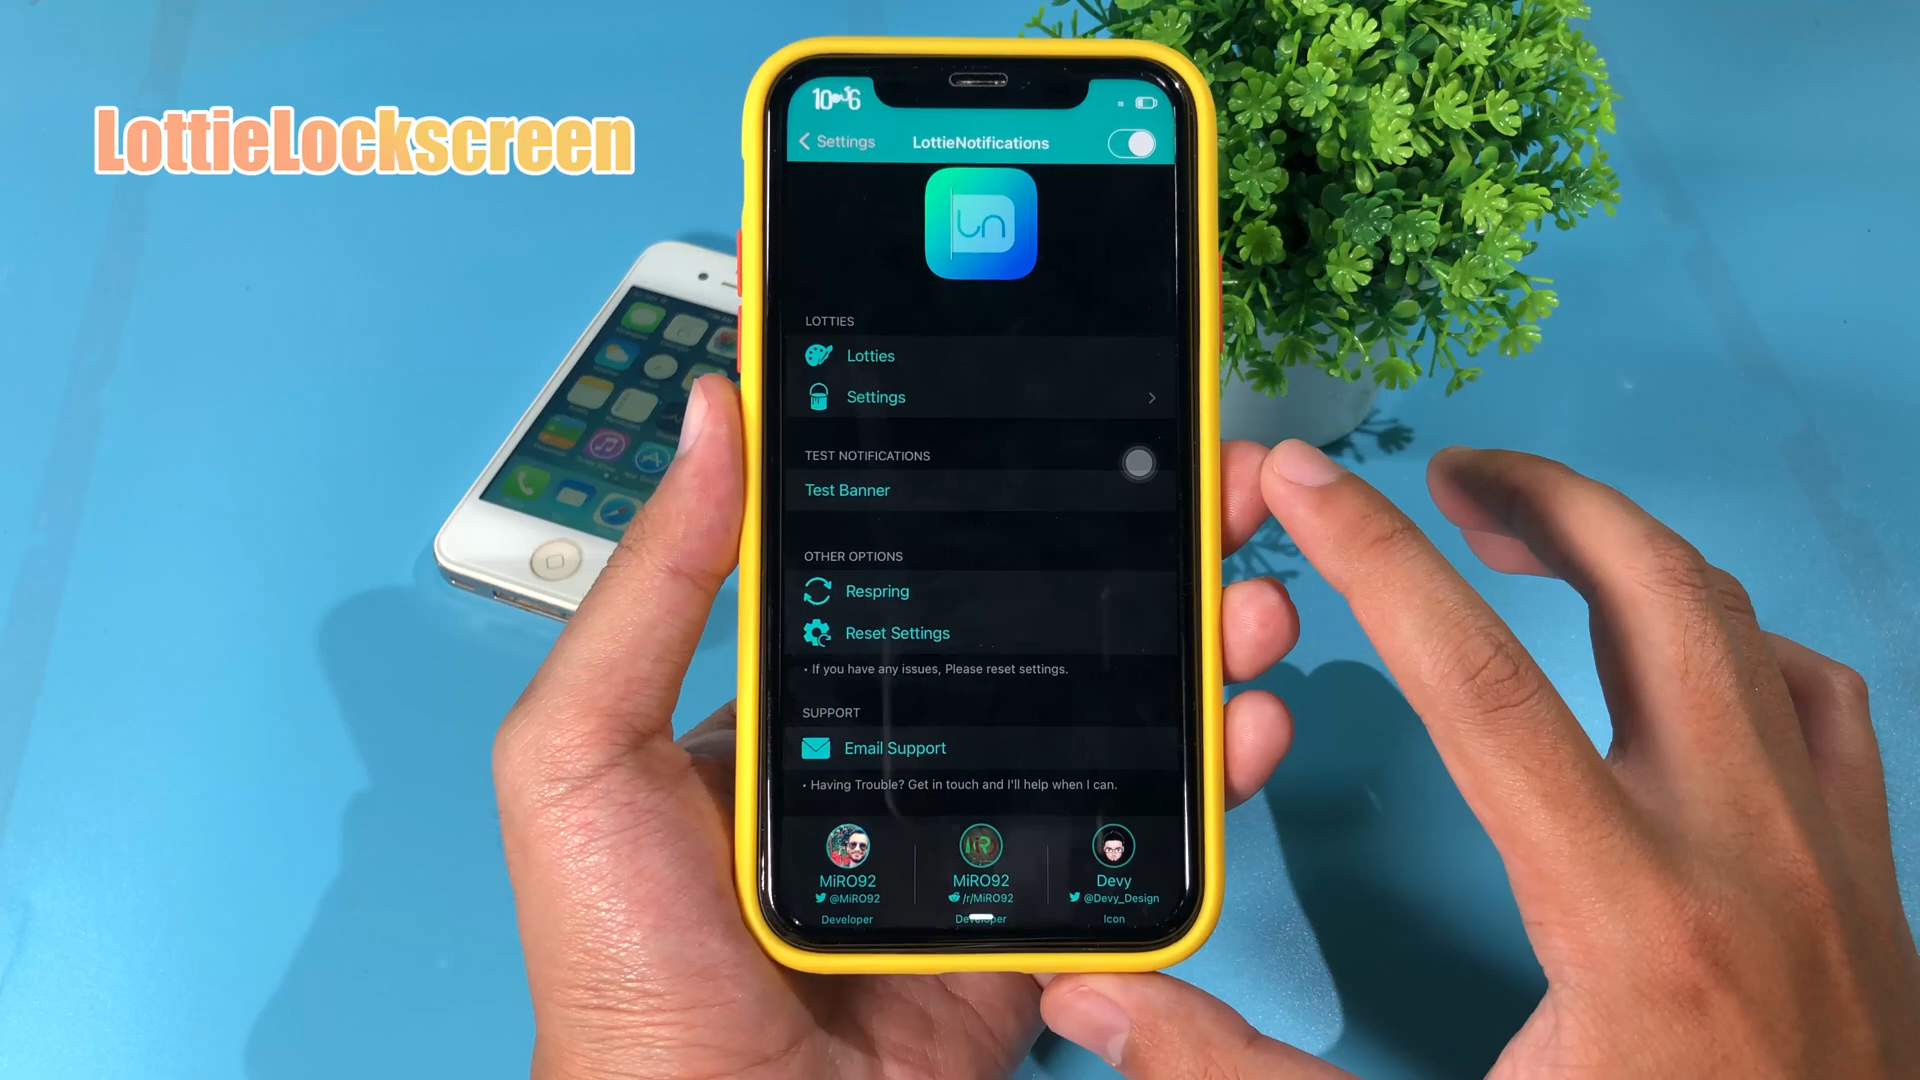 LottieLockscreen
Settings
LottieNotifications
LOTTIES
Lotties
Settings
TEST NOTIFICATIONS
Test Banner
OTHER OPTIONS
Respring
Reset Settings
• If you have any issues, Please reset settings.
SUPPORT
Email Support
• Having Trouble? Get in touch and I'll help when I can.
MiRO92
@MiRO92
Developer
MiRO92
/r/MiRO92
Developer
Devy
@Devy_Design
Icon